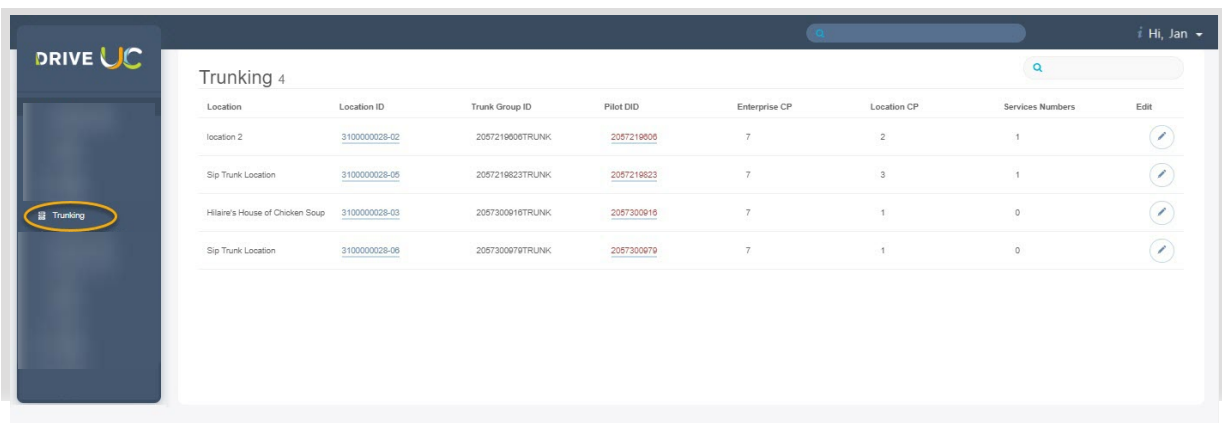 Hi, Jan
DRIVE UC
Trunking 4
Location Location ID Trunk Group ID Pilot DID Enterprise CP Location CP Services Numbers Edit
location 2 3100000028-02 2057219606TRUNK 2057219606 7 2 1
Sip Trunk Location 3100000028-05 2057219823TRUNK 2057219823 7 3 1
Trunking
Hilaire's House of Chicken Soup 3100000028-03 2057300916TRUNK 2057300916 7 1 0
Sip Trunk Location 3100000028-06 2057300979TRUNK 2057300979 7 1 0